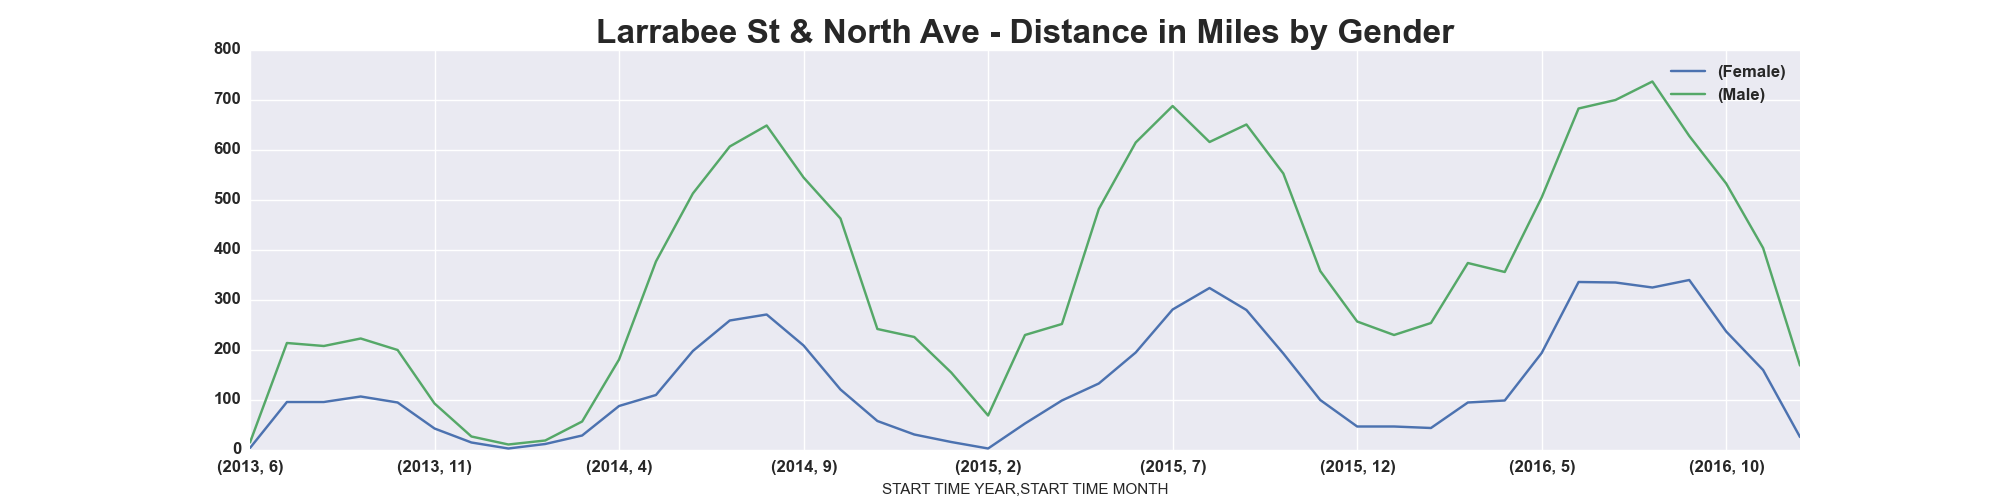 Larrabee St & North Ave - Distance in Miles by Gender
800
700
600
500
400
300
200
100
0
(Female)
(Male)
(2013, 6) (2013, 11) (2014, 4) (2014, 9) (2015, 2) (2015, 7) (2015, 12) (2016, 5) (2016, 10)
START TIME YEAR,START TIME MONTH